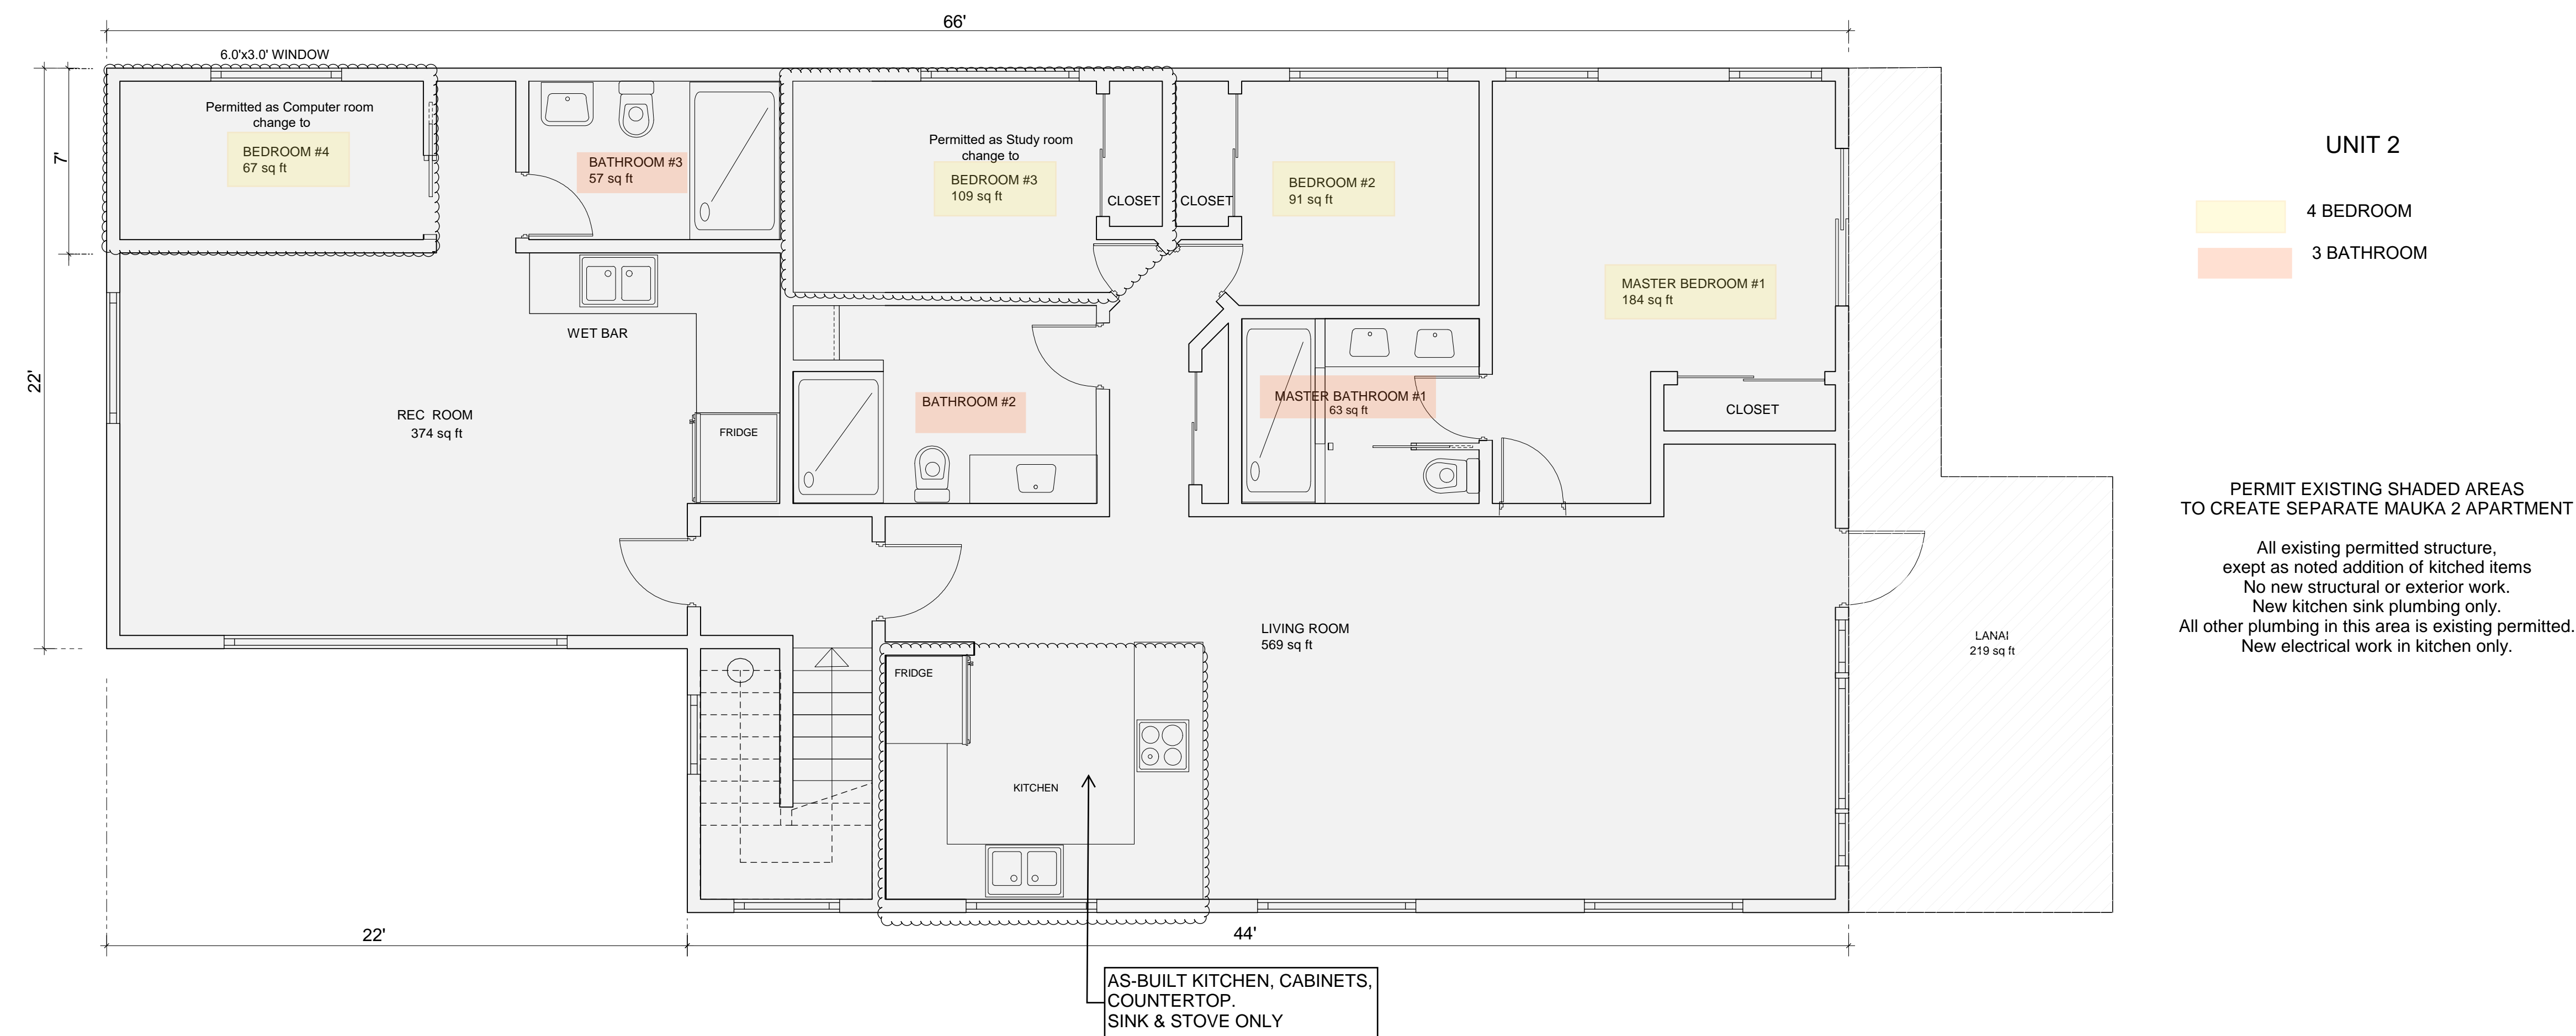 66'
6.0'x3.0' WINDOW
7'
22'
Permitted as Computer room
change to
BEDROOM #4
67 sq ft
BATHROOM #3
57 sq ft
Permitted as Study room
change to
BEDROOM #3
109 sq ft
CLOSET
CLOSET
BEDROOM #2
91 sq ft
MASTER BEDROOM #1
184 sq ft
WET BAR
REC ROOM
374 sq ft
FRIDGE
BATHROOM #2
MASTER BATHROOM #1
63 sq ft
CLOSET
LIVING ROOM
569 sq ft
LANAI
219 sq ft
FRIDGE
KITCHEN
22'
44'
AS-BUILT KITCHEN, CABINETS,
COUNTERTOP.
SINK & STOVE ONLY
UNIT 2
4 BEDROOM
3 BATHROOM
PERMIT EXISTING SHADED AREAS
TO CREATE SEPARATE MAUKA 2 APARTMENT
All existing permitted structure,
exept as noted addition of kitched items
No new structural or exterior work.
New kitchen sink plumbing only.
All other plumbing in this area is existing permitted.
New electrical work in kitchen only.